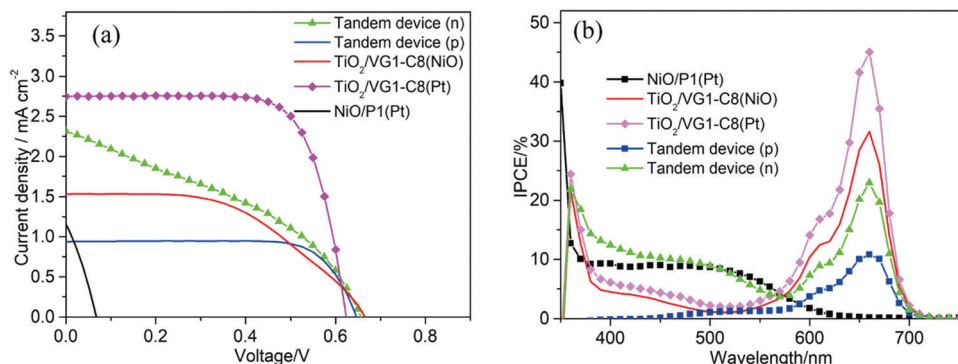 (a)
Tandem device (n)
Tandem device (p)
TiO2/VG1-C8(NiO)
TiO2/VG1-C8(Pt)
NiO/P1(Pt)
Current density / mA cm-2
3.5
3.0
2.5
2.0
1.5
1.0
0.5
0.0
0.0 0.2 0.4 0.6 0.8
Voltage/V
(b)
NiO/P1(Pt)
TiO2/VG1-C8(NiO)
TiO2/VG1-C8(Pt)
Tandem device (p)
Tandem device (n)
IPCE/%
50
40
30
20
10
0
400 500 600 700
Wavelength/nm